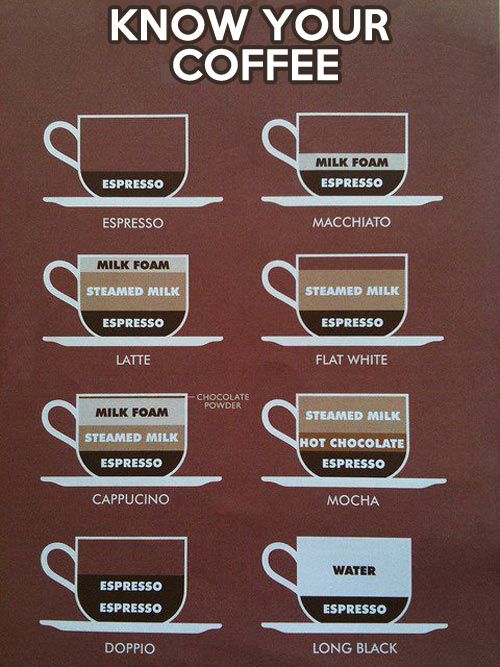 KNOW YOUR
COFFEE
ESPRESSO
ESPRESSO
MILK FOAM
ESPRESSO
MACCHIATO
MILK FOAM
STEAMED MILK
ESPRESSO
LATTE
STEAMED MILK
ESPRESSO
FLAT WHITE
CHOCOLATE
POWDER
MILK FOAM
STEAMED MILK
ESPRESSO
CAPPUCINO
STEAMED MILK
HOT CHOCOLATE
ESPRESSO
MOCHA
ESPRESSO
ESPRESSO
DOPPIO
WATER
ESPRESSO
LONG BLACK